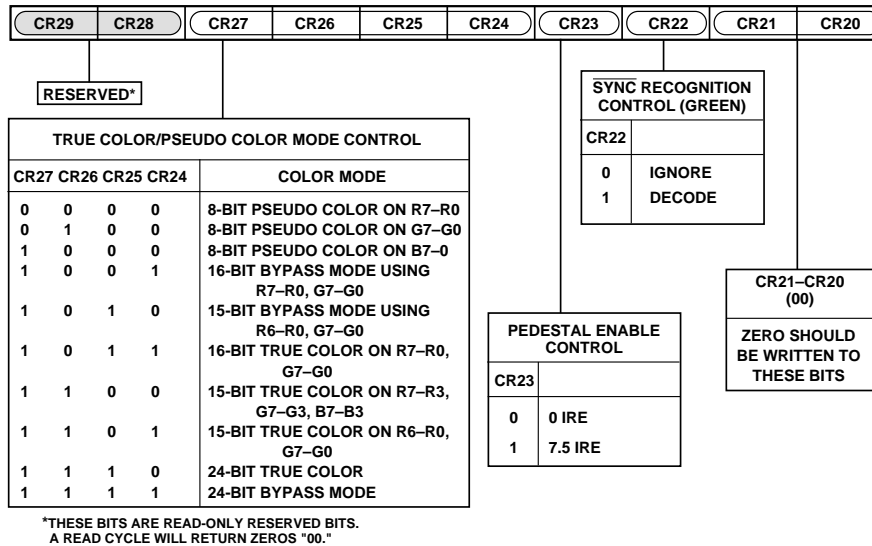 CR29 CR28 CR27 CR26 CR25 CR24 CR23 CR22 CR21 CR20
RESERVED*
TRUE COLOR/PSEUDO COLOR MODE CONTROL
CR27 CR26 CR25 CR24 COLOR MODE
0 0 0 0 8-BIT PSEUDO COLOR ON R7–R0
0 1 0 0 8-BIT PSEUDO COLOR ON G7–G0
1 0 0 0 8-BIT PSEUDO COLOR ON B7–0
1 0 0 1 16-BIT BYPASS MODE USING
R7–R0, G7–G0
1 0 1 0 15-BIT BYPASS MODE USING
R6–R0, G7–G0
1 0 1 1 16-BIT TRUE COLOR ON R7–R0,
G7–G0
1 1 0 0 15-BIT TRUE COLOR ON R7–R3,
G7–G3, B7–B3
1 1 0 1 15-BIT TRUE COLOR ON R6–R0,
G7–G0
1 1 1 0 24-BIT TRUE COLOR
1 1 1 1 24-BIT BYPASS MODE
*THESE BITS ARE READ-ONLY RESERVED BITS.
A READ CYCLE WILL RETURN ZEROS "00."
PEDESTAL ENABLE
CONTROL
CR23
0 0 IRE
1 7.5 IRE
SYNC RECOGNITION
CONTROL (GREEN)
CR22
0 IGNORE
1 DECODE
CR21–CR20
(00)
ZERO SHOULD
BE WRITTEN TO
THESE BITS